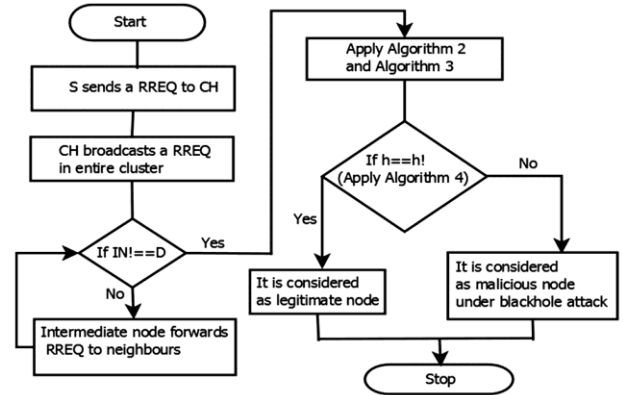 Start
S sends a RREQ to CH
CH broadcasts a RREQ
in entire cluster
If IN!==D
Yes
No
Intermediate node forwards
RREQ to neighbours
Apply Algorithm 2
and Algorithm 3
If h==h!
(Apply Algorithm 4)
Yes
No
It is considered
as legitimate node
It is considered
as malicious node
under blackhole attack
Stop